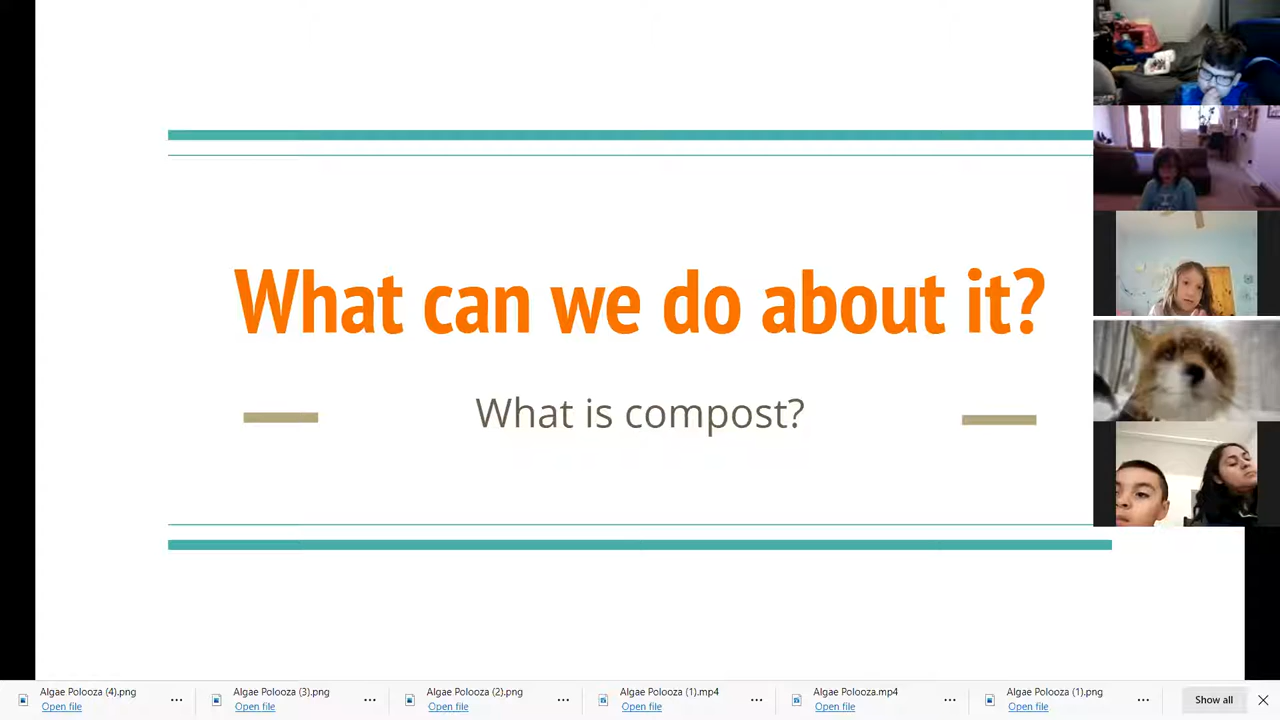 What can we do about it?
What is compost?
Algae Polooza (4).png
Open file
Algae Polooza (3).png
Open file
Algae Polooza (2).png
Open file
Algae Polooza (1).mp4
Open file
Algae Polooza.mp4
Open file
Algae Polooza (1).png
Open file
Show all